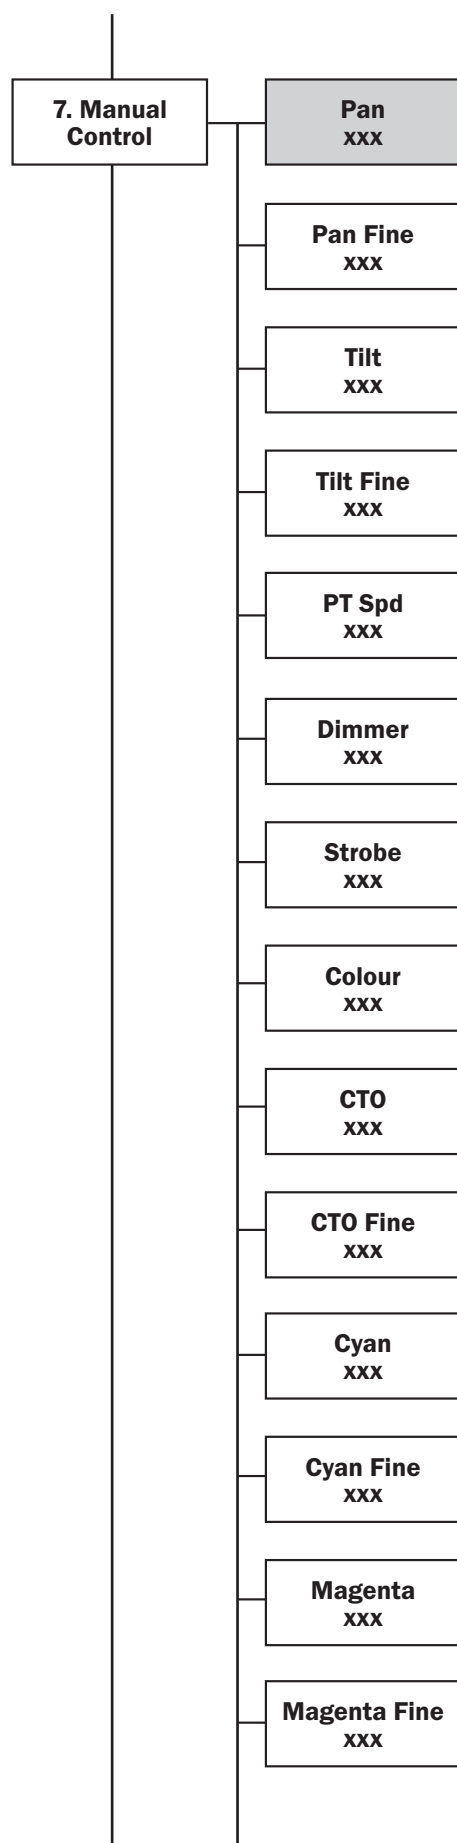 7. Manual
Control
Pan
xxx
Pan Fine
xxx
Tilt
xxx
Tilt Fine
xxx
PT Spd
xxx
Dimmer
xxx
Strobe
xxx
Colour
xxx
CTO
xxx
CTO Fine
xxx
Cyan
xxx
Cyan Fine
xxx
Magenta
xxx
Magenta Fine
xxx